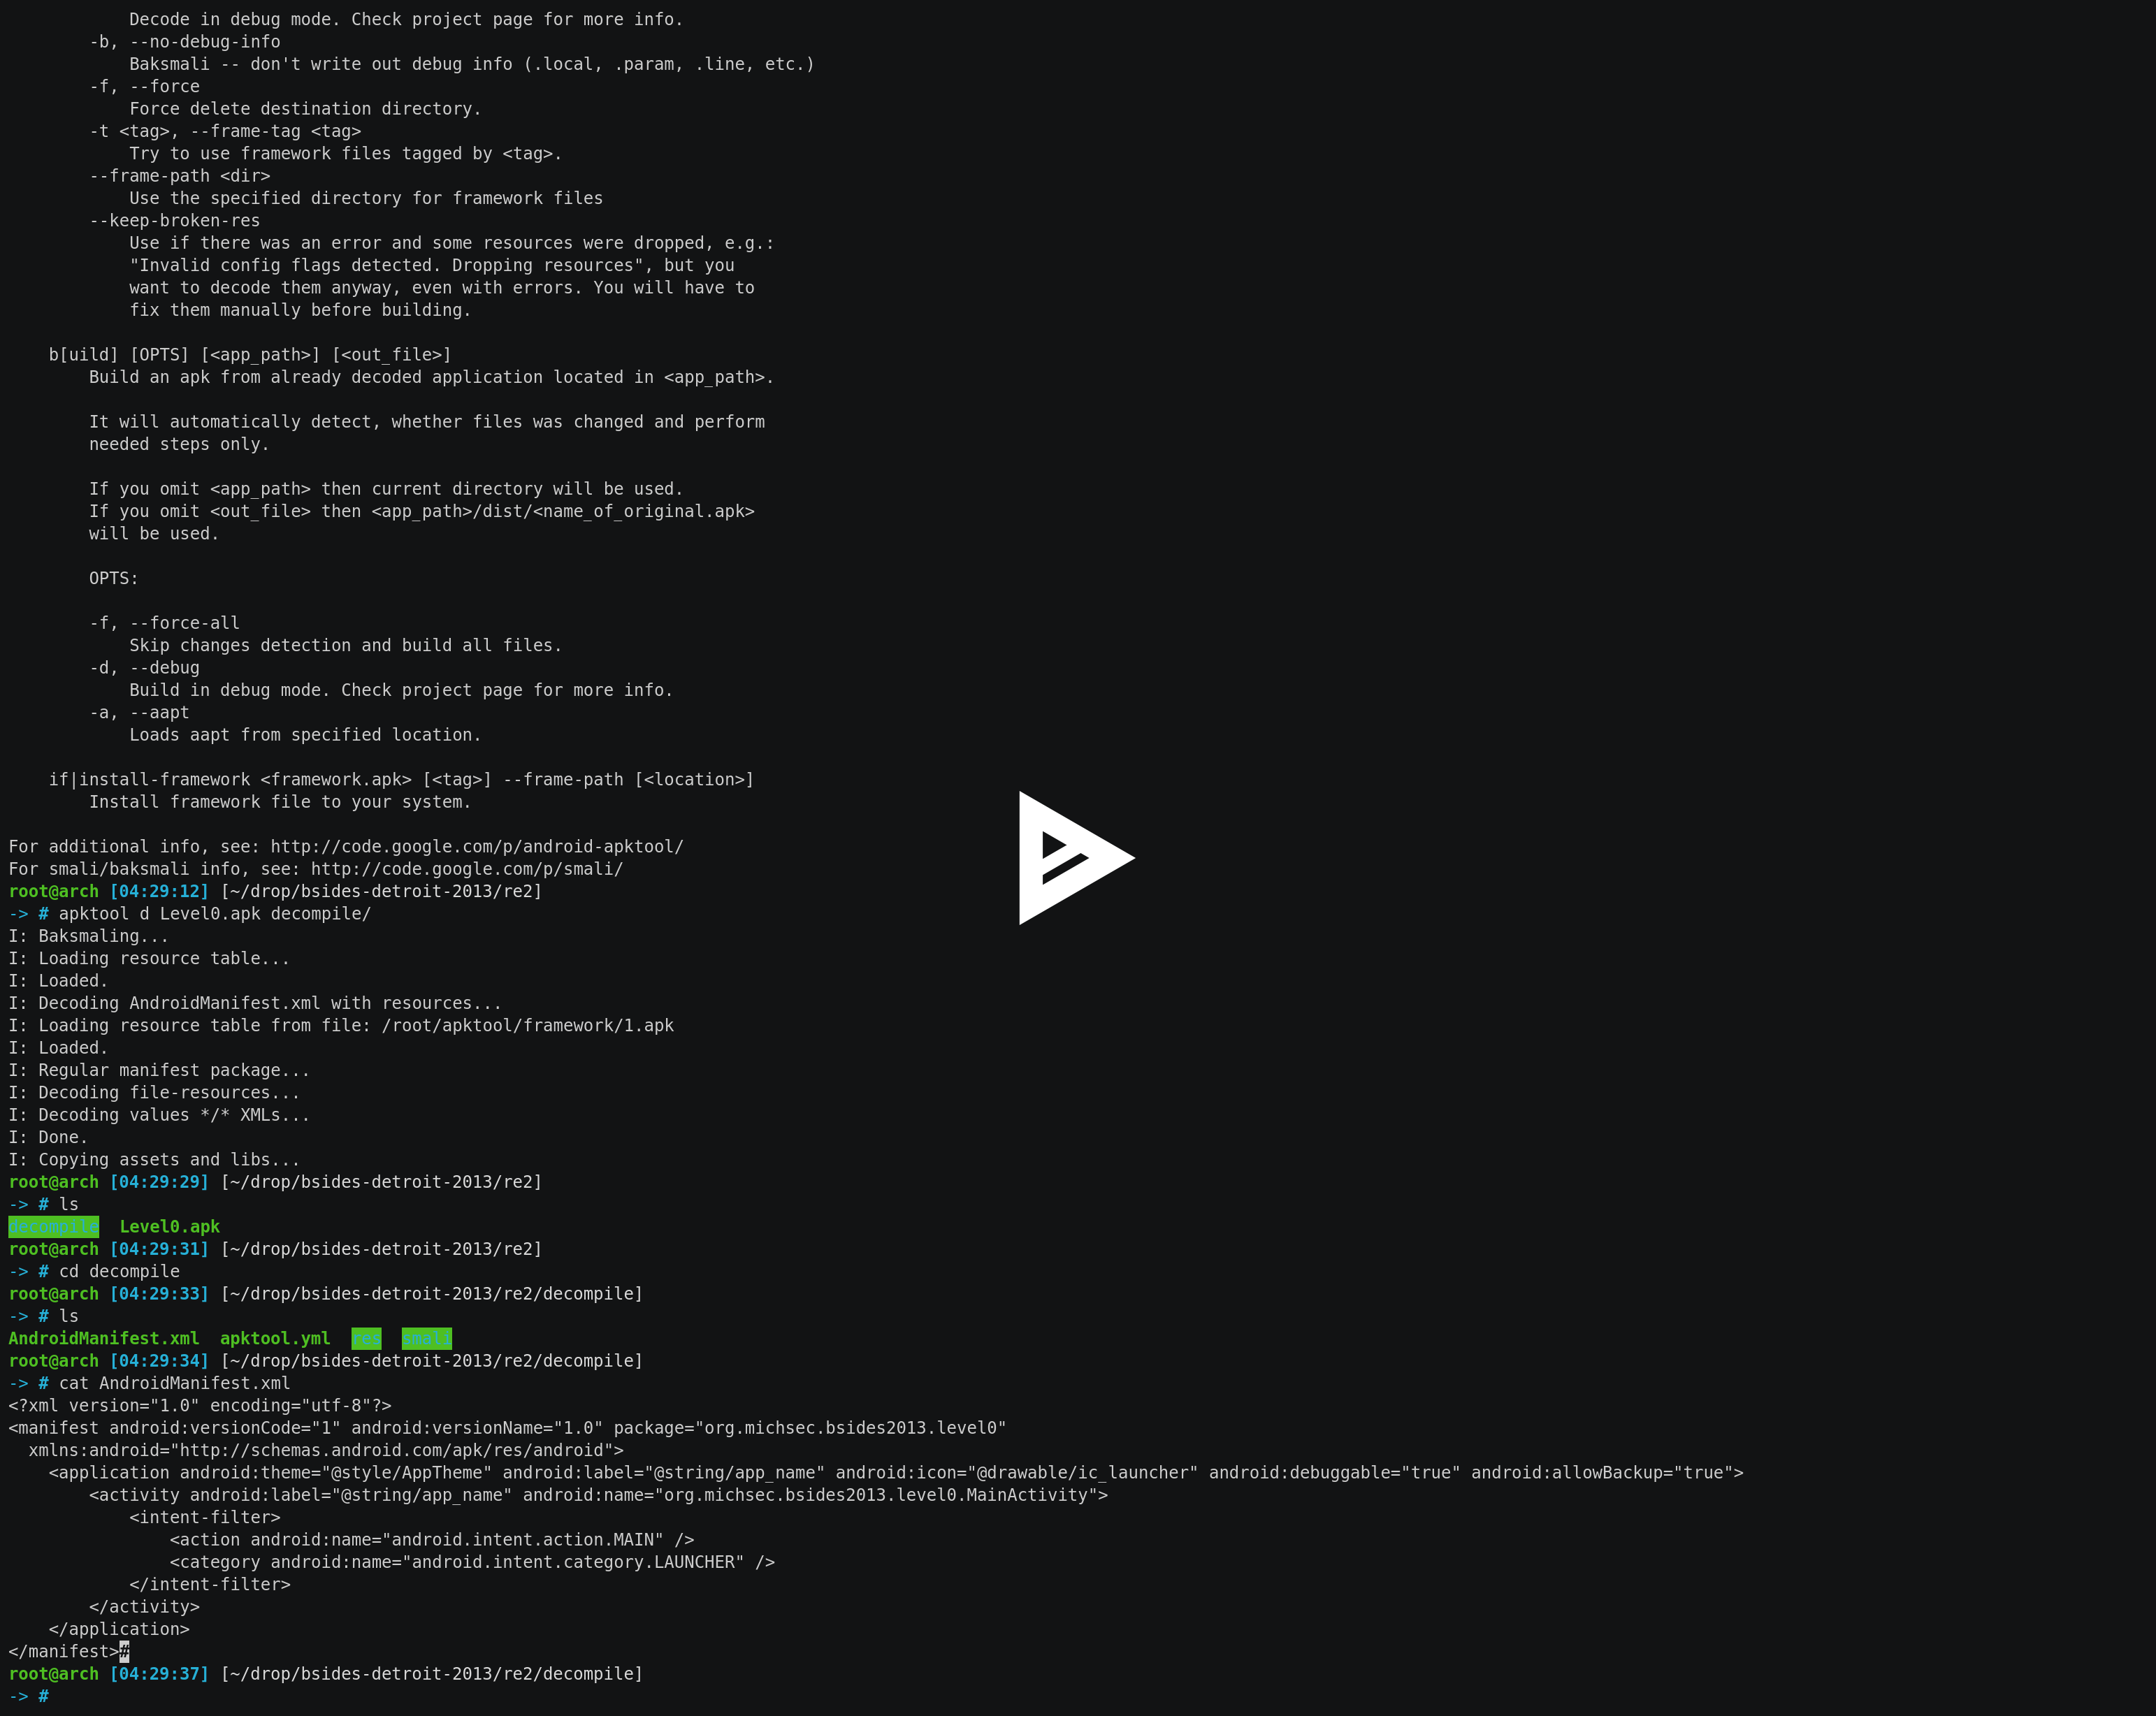 Decode in debug mode. Check project page for more info.
-b, --no-debug-info
Baksmali -- don't write out debug info (.local, .param, .line, etc.)
-f, --force
Force delete destination directory.
-t <tag>, --frame-tag <tag>
Try to use framework files tagged by <tag>.
--frame-path <dir>
Use the specified directory for framework files
--keep-broken-res
Use if there was an error and some resources were dropped, e.g.:
"Invalid config flags detected. Dropping resources", but you
want to decode them anyway, even with errors. You will have to
fix them manually before building.
b[uild] [OPTS] [<app_path>] [<out_file>]
Build an apk from already decoded application located in <app_path>.
It will automatically detect, whether files was changed and perform
needed steps only.
If you omit <app_path> then current directory will be used.
If you omit <out_file> then <app_path>/dist/<name_of_original.apk>
will be used.
OPTS:
-f, --force-all
Skip changes detection and build all files.
-d, --debug
Build in debug mode. Check project page for more info.
-a, --aapt
Loads aapt from specified location.
if|install-framework <framework.apk> [<tag>] --frame-path [<location>]
Install framework file to your system.
For additional info, see: http://code.google.com/p/android-apktool/
For smali/baksmali info, see: http://code.google.com/p/smali/
root@arch [04:29:12] [~/drop/bsides-detroit-2013/re2]
-> # apktool d Level0.apk decompile/
I: Baksmaling...
I: Loading resource table...
I: Loaded.
I: Decoding AndroidManifest.xml with resources...
I: Loading resource table from file: /root/apktool/framework/1.apk
I: Loaded.
I: Regular manifest package...
I: Decoding file-resources...
I: Decoding values */* XMLs...
I: Done.
I: Copying assets and libs...
root@arch [04:29:29] [~/drop/bsides-detroit-2013/re2]
-> # ls
decompile  Level0.apk
root@arch [04:29:31] [~/drop/bsides-detroit-2013/re2]
-> # cd decompile
root@arch [04:29:33] [~/drop/bsides-detroit-2013/re2/decompile]
-> # ls
AndroidManifest.xml  apktool.yml  res  smali
root@arch [04:29:34] [~/drop/bsides-detroit-2013/re2/decompile]
-> # cat AndroidManifest.xml
<?xml version="1.0" encoding="utf-8"?>
<manifest android:versionCode="1" android:versionName="1.0" package="org.michsec.bsides2013.level0"
xmlns:android="http://schemas.android.com/apk/res/android">
<application android:theme="@style/AppTheme" android:label="@string/app_name" android:icon="@drawable/ic_launcher" android:debuggable="true" android:allowBackup="true">
<activity android:label="@string/app_name" android:name="org.michsec.bsides2013.level0.MainActivity">
<intent-filter>
<action android:name="android.intent.action.MAIN" />
<category android:name="android.intent.category.LAUNCHER" />
</intent-filter>
</activity>
</application>
</manifest>#
root@arch [04:29:37] [~/drop/bsides-detroit-2013/re2/decompile]
-> #